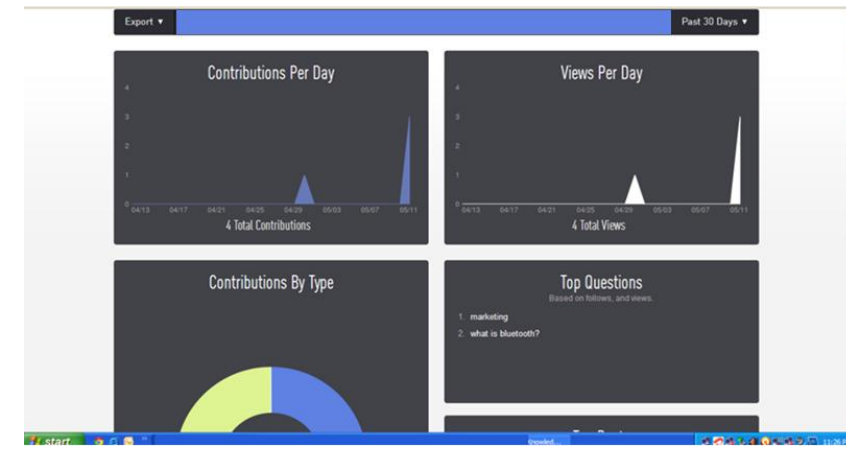 Export ▼
Past 30 Days ▼
Contributions Per Day
4
3
2
1
0
04/13 04/17 04/21 04/25 04/29 05/03 05/07 05/11
4 Total Contributions
Views Per Day
4
3
2
1
0
04/13 04/17 04/21 04/25 04/29 05/03 05/07 05/11
4 Total Views
Contributions By Type
Top Questions
Based on follows, and views.
1. marketing
2. what is bluetooth?
start
11:26